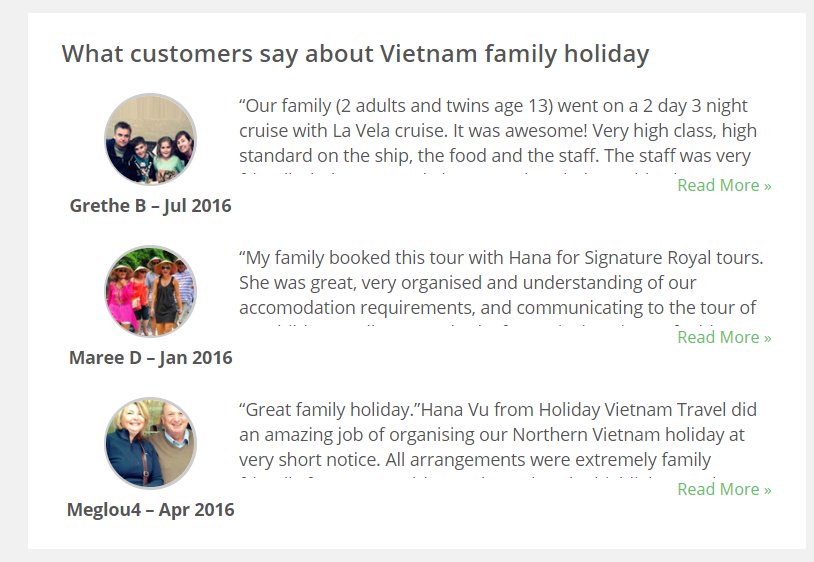 What customers say about Vietnam family holiday
“Our family (2 adults and twins age 13) went on a 2 day 3 night
cruise with La Vela cruise. It was awesome! Very high class, high
standard on the ship, the food and the staff. The staff was very
Read More »
Grethe B – Jul 2016
“My family booked this tour with Hana for Signature Royal tours.
She was great, very organised and understanding of our
accomodation requirements, and communicating to the tour of
Read More »
Maree D – Jan 2016
“Great family holiday.”Hana Vu from Holiday Vietnam Travel did
an amazing job of organising our Northern Vietnam holiday at
very short notice. All arrangements were extremely family
Read More »
Meglou4 – Apr 2016